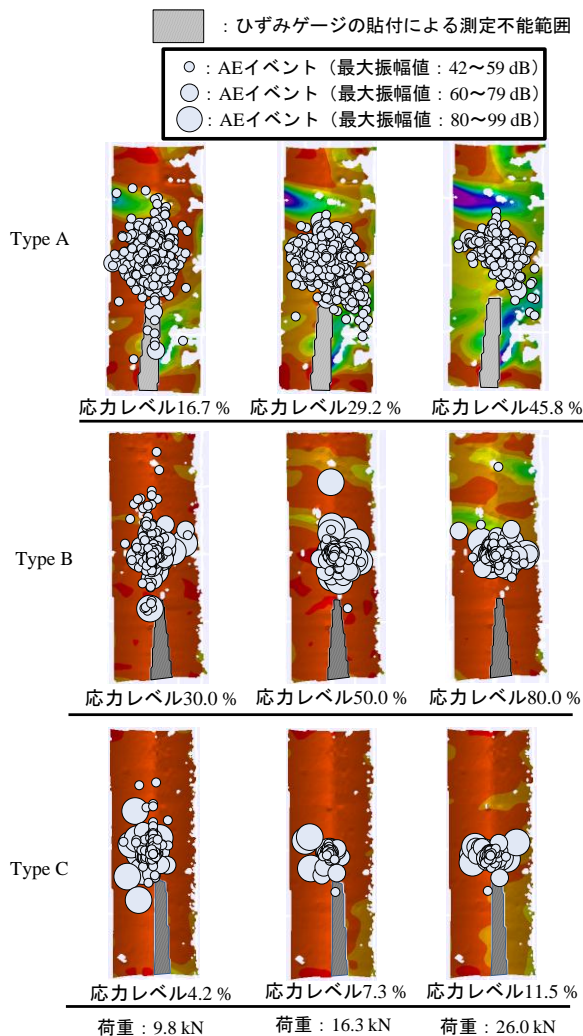 ：ひずみゲージの貼付による測定不能範囲
：AEイベント（最大振幅値：42～59 dB）
：AEイベント（最大振幅値：60～79 dB）
：AEイベント（最大振幅値：80～99 dB）
Type A
応力レベル16.7 % 応力レベル29.2 % 応力レベル45.8 %
Type B
応力レベル30.0 % 応力レベル50.0 % 応力レベル80.0 %
Type C
応力レベル4.2 % 応力レベル7.3 % 応力レベル11.5 %
荷重：9.8 kN 荷重：16.3 kN 荷重：26.0 kN